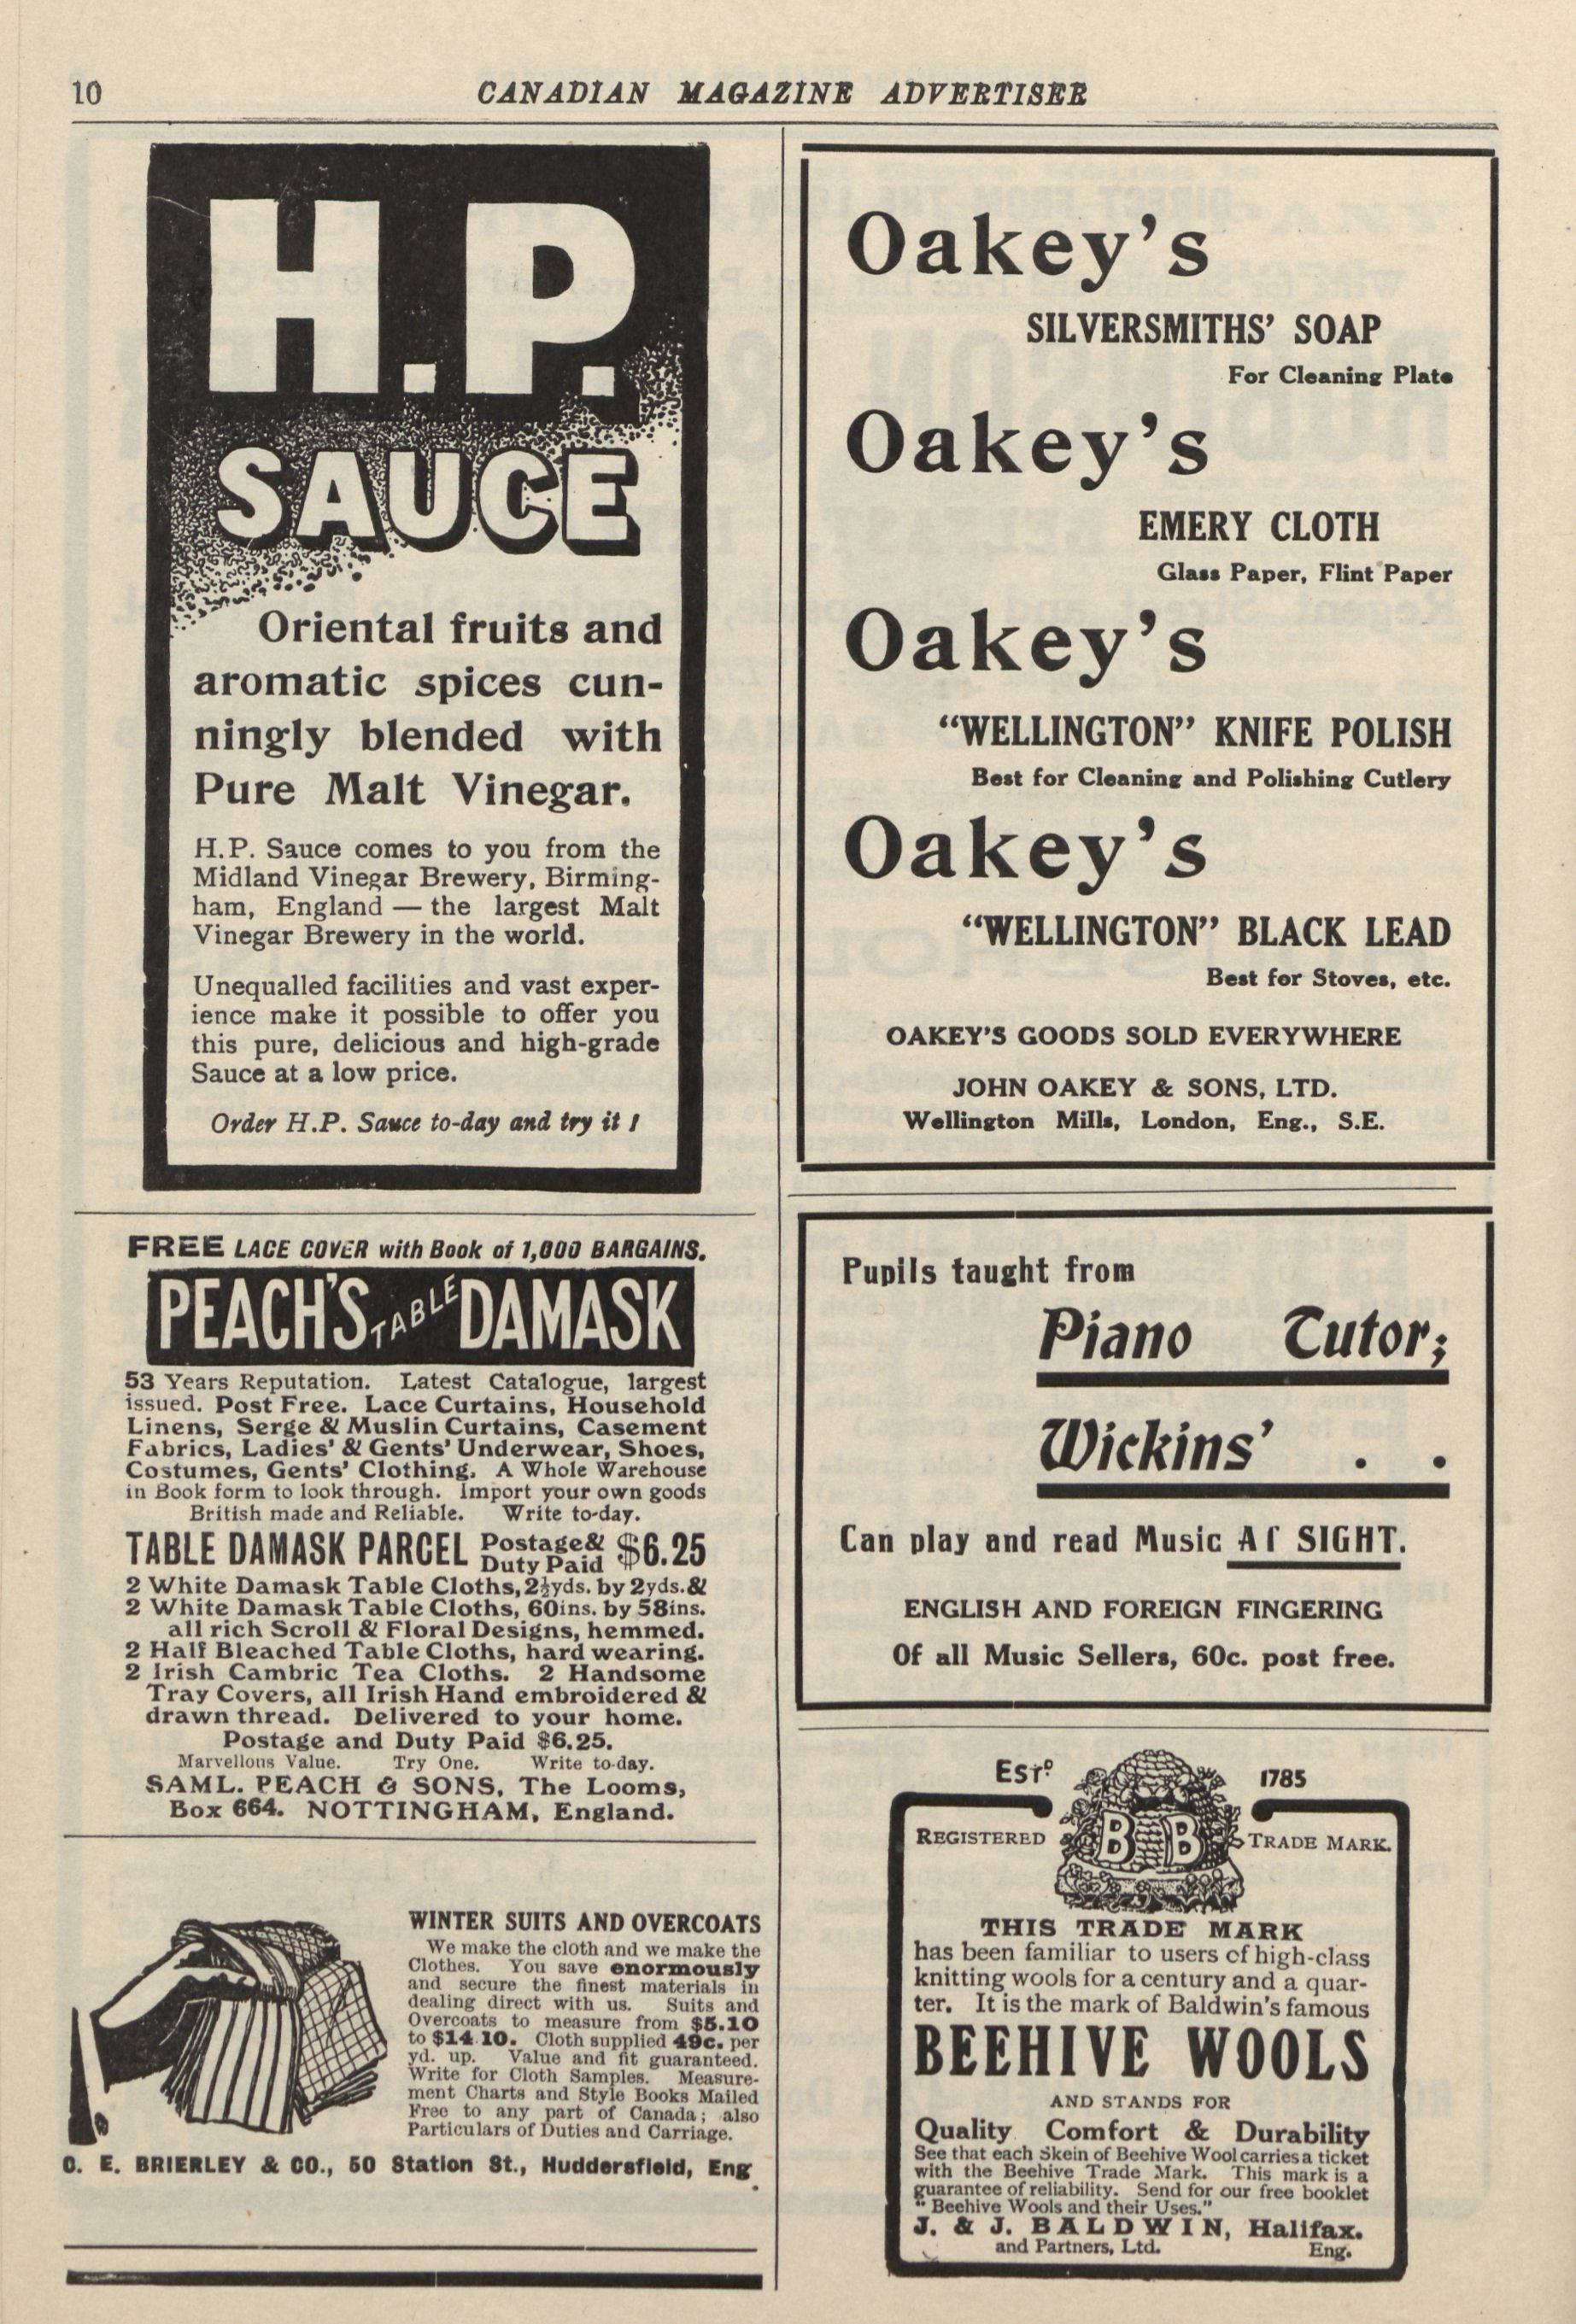 10
CANADIAN MAGAZINE ADVERTISER
H.P.
SAUCE
Oriental fruits and
aromatic spices cun-
ningly blended with
Pure Malt Vinegar.
H.P. Sauce comes to you from the
Midland Vinegar Brewery, Birming-
ham, England — the largest Malt
Vinegar Brewery in the world.
Unequalled facilities and vast exper-
ience make it possible to offer you
this pure, delicious and high-grade
Sauce at a low price.
Order H.P. Sauce to-day and try it !
FREE LACE COVER with Book of 1,000 BARGAINS.
PEACH'S TABLE DAMASK
53 Years Reputation. Latest Catalogue, largest
issued. Post Free. Lace Curtains, Household
Linens, Serge & Muslin Curtains, Casement
Fabrics, Ladies' & Gents' Underwear, Shoes,
Costumes, Gents' Clothing. A Whole Warehouse
in Book form to look through. Import your own goods
British made and Reliable. Write to-day.
TABLE DAMASK PARCEL Postage & Duty Paid $6.25
2 White Damask Table Cloths, 2½yds. by 2yds. &
2 White Damask Table Cloths, 60ins. by 58ins.
all rich Scroll & Floral Designs, hemmed.
2 Half Bleached Table Cloths, hard wearing.
2 Irish Cambric Tea Cloths. 2 Handsome
Tray Covers, all Irish Hand embroidered &
drawn thread. Delivered to your home.
Postage and Duty Paid $6.25.
Marvellous Value. Try One. Write to-day.
SAML. PEACH & SONS, The Looms,
Box 664. NOTTINGHAM, England.
WINTER SUITS AND OVERCOATS
We make the cloth and we make the
Clothes. You save enormously
and secure the finest materials in
dealing direct with us. Suits and
Overcoats to measure from $5.10
to $14.10. Cloth supplied 49c. per
yd. up. Value and fit guaranteed.
Write for Cloth Samples. Measure-
ment Charts and Style Books Mailed
Free to any part of Canada; also
Particulars of Duties and Carriage.
C. E. BRIERLEY & CO., 50 Station St., Huddersfield, Eng.
Oakey's
SILVERSMITHS' SOAP
For Cleaning Plate
Oakey's
EMERY CLOTH
Glass Paper, Flint Paper
Oakey's
"WELLINGTON" KNIFE POLISH
Best for Cleaning and Polishing Cutlery
Oakey's
"WELLINGTON" BLACK LEAD
Best for Stoves, etc.
OAKEY'S GOODS SOLD EVERYWHERE
JOHN OAKEY & SONS, LTD.
Wellington Mills, London, Eng., S.E.
Pupils taught from
Piano Tutor;
Wickins' . .
Can play and read Music AT SIGHT.
ENGLISH AND FOREIGN FINGERING
Of all Music Sellers, 60c. post free.
Estd. 1785
REGISTERED BB TRADE MARK.
THIS TRADE MARK
has been familiar to users of high-class
knitting wools for a century and a quar-
ter. It is the mark of Baldwin's famous
BEEHIVE WOOLS
AND STANDS FOR
Quality Comfort & Durability
See that each Skein of Beehive Wool carries a ticket
with the Beehive Trade Mark. This mark is a
guarantee of reliability. Send for our free booklet
"Beehive Wools and their Uses."
J. & J. BALDWIN, Halifax.
and Partners, Ltd. Eng.